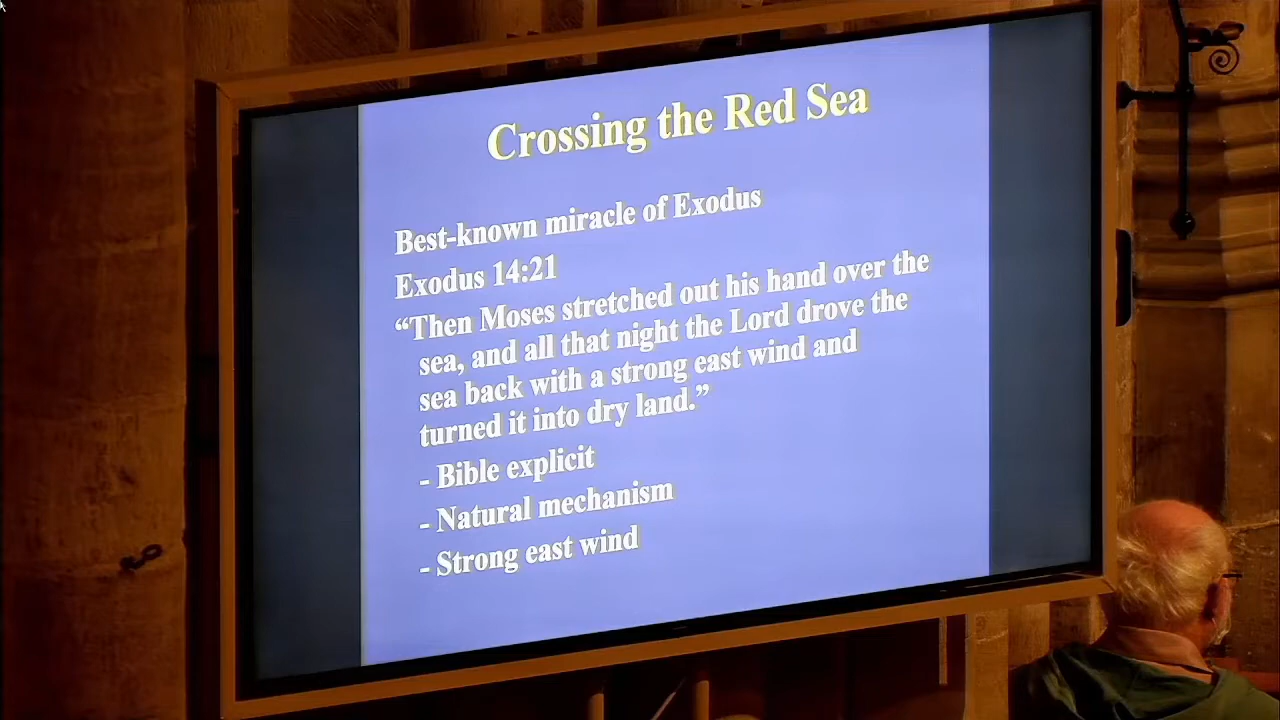 Crossing the Red Sea
Best-known miracle of Exodus
Exodus 14:21
“Then Moses stretched out his hand over the
sea, and all that night the Lord drove the
sea back with a strong east wind and
turned it into dry land.”
- Bible explicit
- Natural mechanism
- Strong east wind